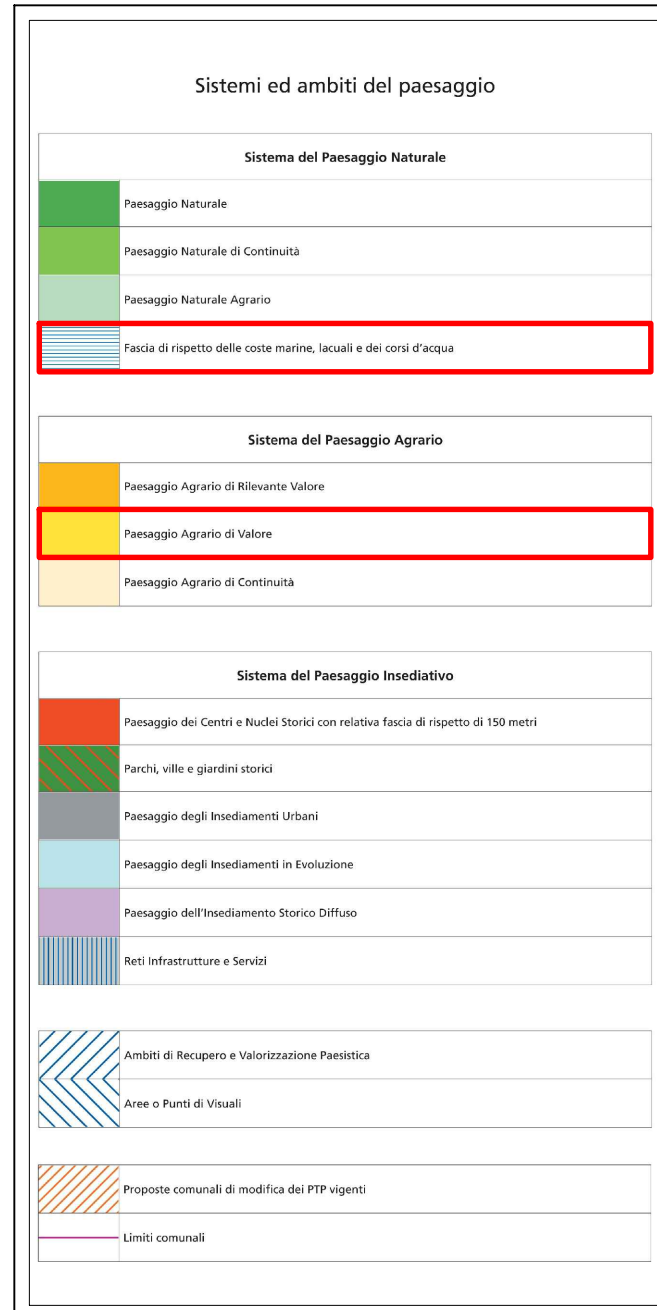 Sistemi ed ambiti del paesaggio
Sistema del Paesaggio Naturale
Paesaggio Naturale
Paesaggio Naturale di Continuità
Paesaggio Naturale Agrario
Fascia di rispetto delle coste marine, lacuali e dei corsi d'acqua
Sistema del Paesaggio Agrario
Paesaggio Agrario di Rilevante Valore
Paesaggio Agrario di Valore
Paesaggio Agrario di Continuità
Sistema del Paesaggio Insediativo
Paesaggio dei Centri e Nuclei Storici con relativa fascia di rispetto di 150 metri
Parchi, ville e giardini storici
Paesaggio degli Insediamenti Urbani
Paesaggio degli Insediamenti in Evoluzione
Paesaggio dell'Insediamento Storico Diffuso
Reti Infrastrutture e Servizi
Ambiti di Recupero e Valorizzazione Paesistica
Aree o Punti di Visuali
Proposte comunali di modifica dei PTP vigenti
Limiti comunali